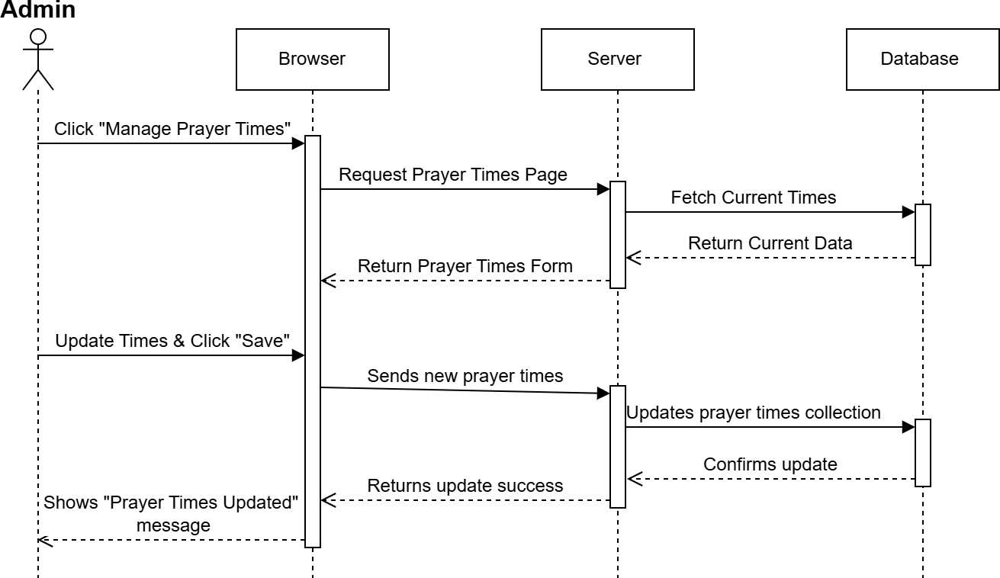 Admin
Browser
Server
Database
Click "Manage Prayer Times"
Request Prayer Times Page
Fetch Current Times
Return Current Data
Return Prayer Times Form
Update Times & Click "Save"
Sends new prayer times
Updates prayer times collection
Confirms update
Returns update success
Shows "Prayer Times Updated"
message